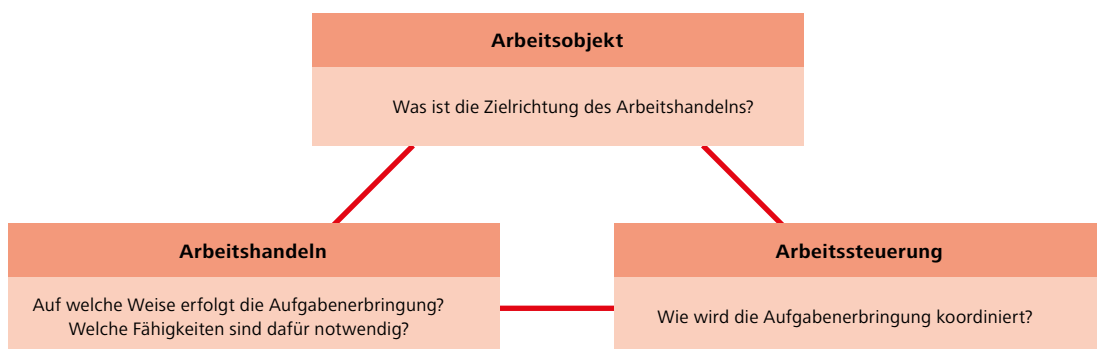 Arbeitsobjekt
Was ist die Zielrichtung des Arbeitshandelns?
Arbeitshandeln
Auf welche Weise erfolgt die Aufgabenerbringung?
Welche Fähigkeiten sind dafür notwendig?
Arbeitssteuerung
Wie wird die Aufgabenerbringung koordiniert?